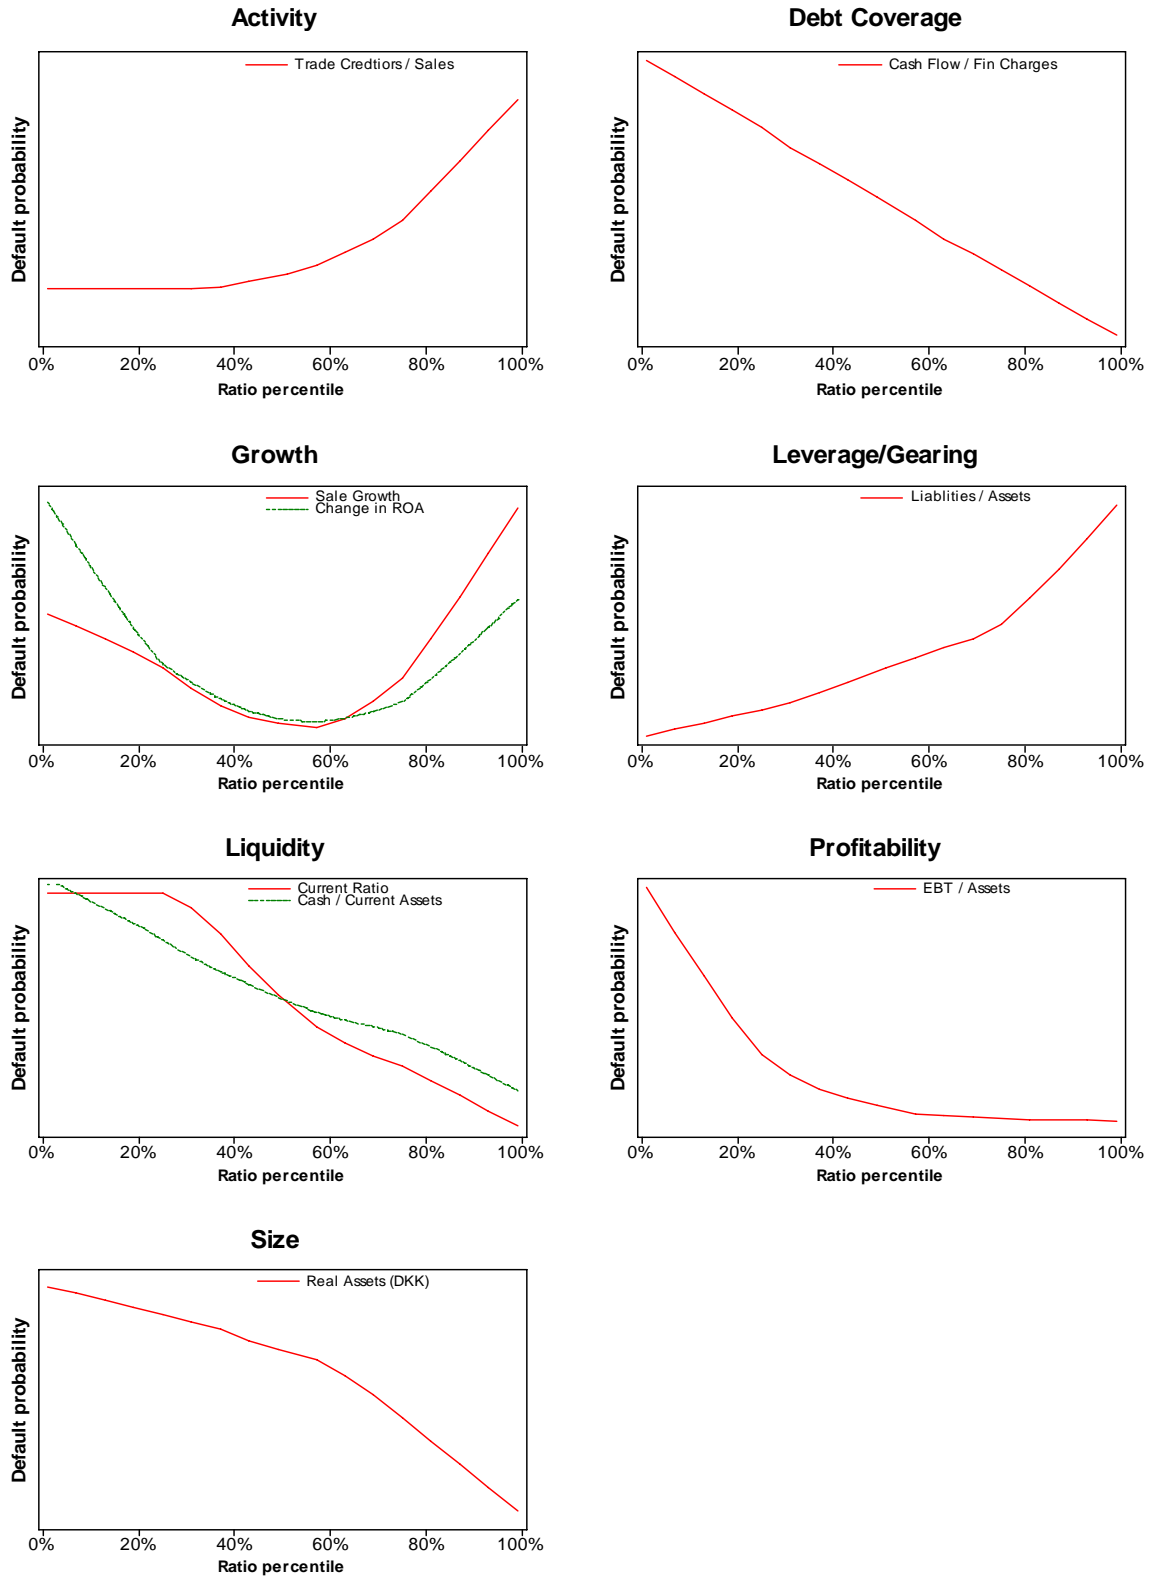 Activity
Trade Credtiors / Sales
Default probability
0% 20% 40% 60% 80% 100%
Ratio percentile
Debt Coverage
Cash Flow / Fin Charges
Default probability
0% 20% 40% 60% 80% 100%
Ratio percentile
Growth
Sale Growth
Change in ROA
Default probability
0% 20% 40% 60% 80% 100%
Ratio percentile
Leverage/Gearing
Liablities / Assets
Default probability
0% 20% 40% 60% 80% 100%
Ratio percentile
Liquidity
Current Ratio
Cash / Current Assets
Default probability
0% 20% 40% 60% 80% 100%
Ratio percentile
Profitability
EBT / Assets
Default probability
0% 20% 40% 60% 80% 100%
Ratio percentile
Size
Real Assets (DKK)
Default probability
0% 20% 40% 60% 80% 100%
Ratio percentile